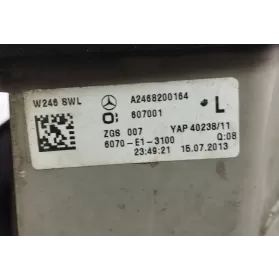 W246 SWL A2468200164
607001 L
ZGS 007 YAP 40238/11
6070-E1-3100 Q:08
23:49:21 15.07.2013